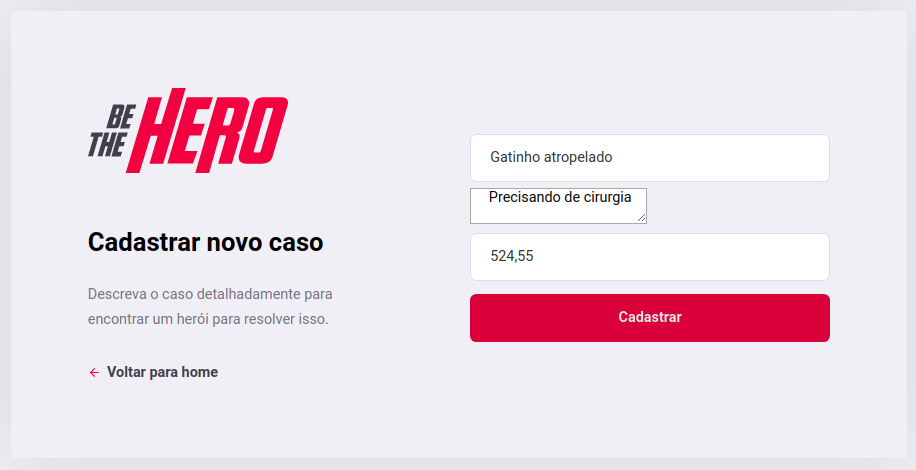 BE
THE HERO
Cadastrar novo caso
Descreva o caso detalhadamente para
encontrar um herói para resolver isso.
Voltar para home
Gatinho atropelado
Precisando de cirurgia
524,55
Cadastrar